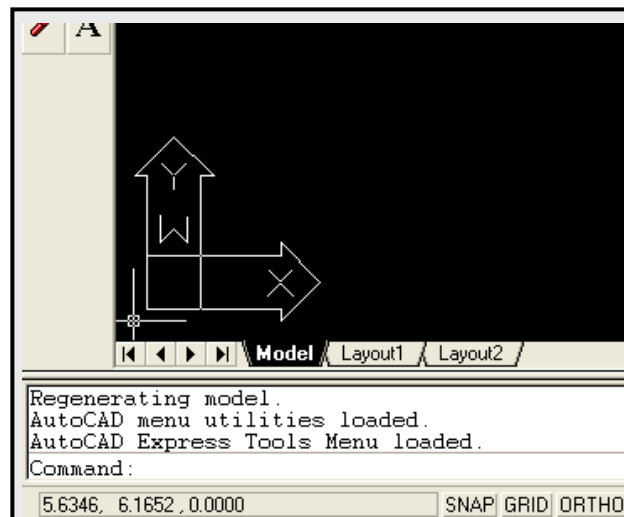 A
Y
W
X
Model Layout1 Layout2
Regenerating model.
AutoCAD menu utilities loaded.
AutoCAD Express Tools Menu loaded.
Command:
5.6346, 6.1652 ,0.0000 SNAP GRID ORTHO